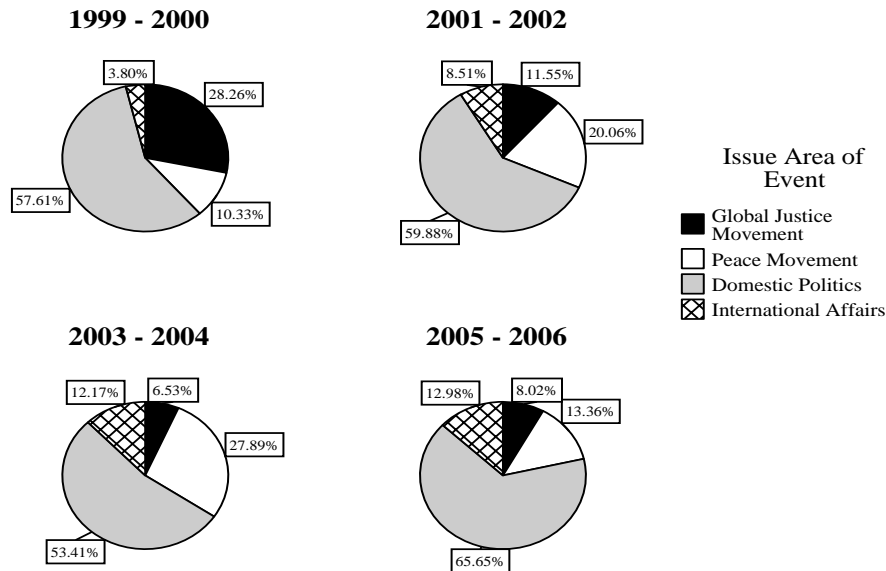 1999 - 2000
3.80%
28.26%
57.61%
10.33%
2001 - 2002
8.51%
11.55%
20.06%
59.88%
Issue Area of
Event
Global Justice
Movement
Peace Movement
Domestic Politics
International Affairs
2003 - 2004
12.17%
6.53%
27.89%
53.41%
2005 - 2006
12.98%
8.02%
13.36%
65.65%